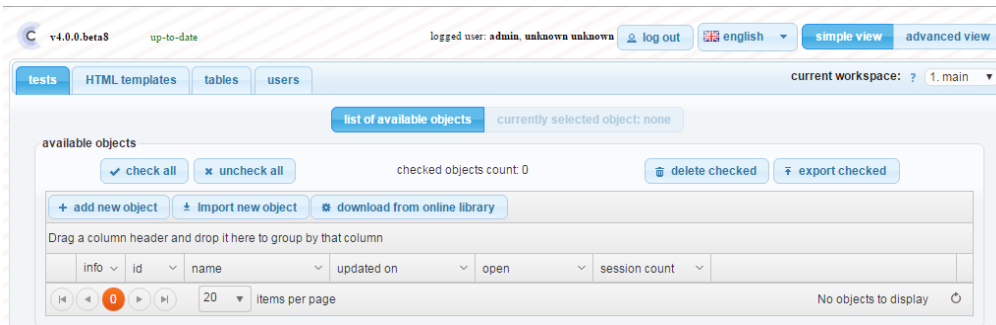 C v4.0.0.beta8 up-to-date logged user: admin, unknown unknown log out english simple view advanced view
tests HTML templates tables users current workspace: ? 1. main
list of available objects currently selected object: none
available objects
check all uncheck all checked objects count: 0 delete checked export checked
add new object Import new object download from online library
Drag a column header and drop it here to group by that column
info id name updated on open session count
0 20 items per page No objects to display